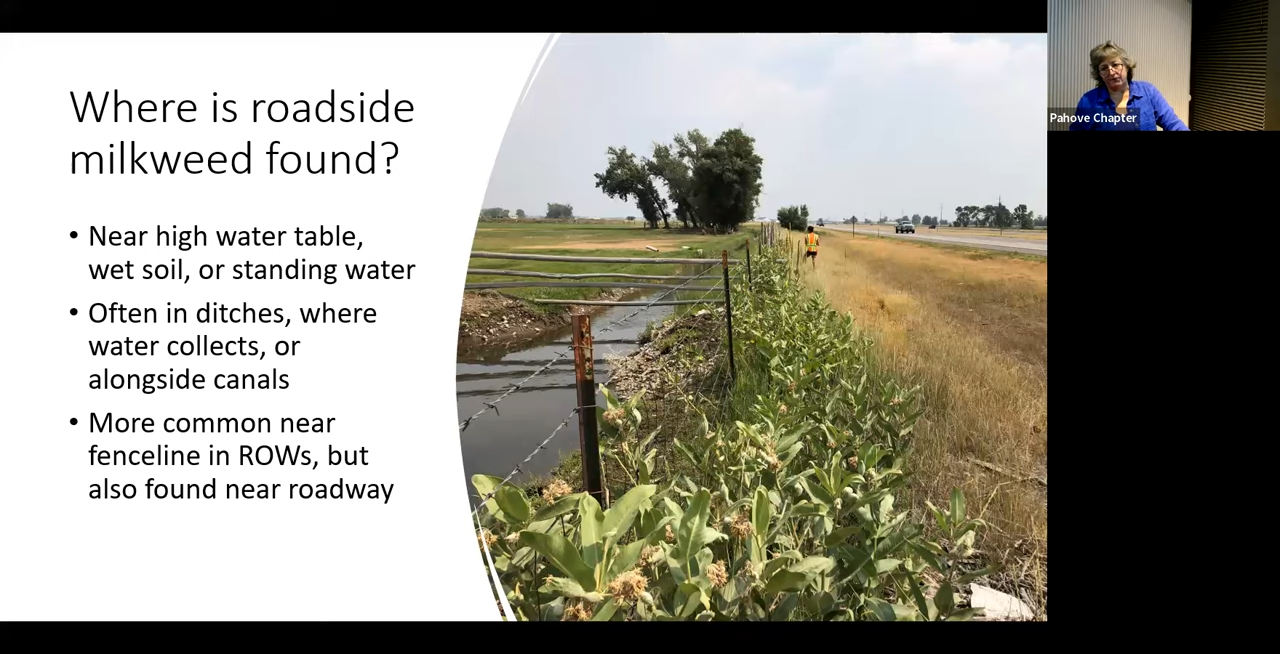 Where is roadside
milkweed found?
• Near high water table,
wet soil, or standing water
• Often in ditches, where
water collects, or
alongside canals
• More common near
fenceline in ROWs, but
also found near roadway
Pahove Chapter